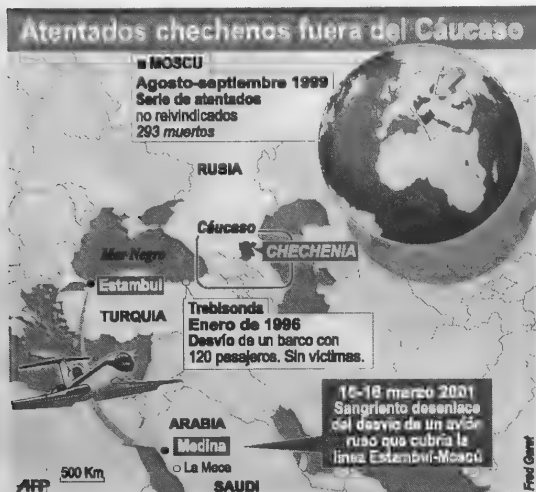 Atentados chechenos fuera del Cáucaso
MOSCU
Agosto-septiembre 1999
Serie de atentados
no reivindicados
293 muertos
RUSIA
Cáucaso
CHECHENIA
Mar Negro
Estambul
TURQUIA
Trebisonda
Enero de 1996
Desvío de un barco con
120 pasajeros. Sin víctimas.
15-16 marzo 2001
Sangriento desenlace
del desvío de un avión
ruso que cubría la
línea Estambul-Moscú
ARABIA
Medina
La Meca
SAUDI
500 Km
AFP